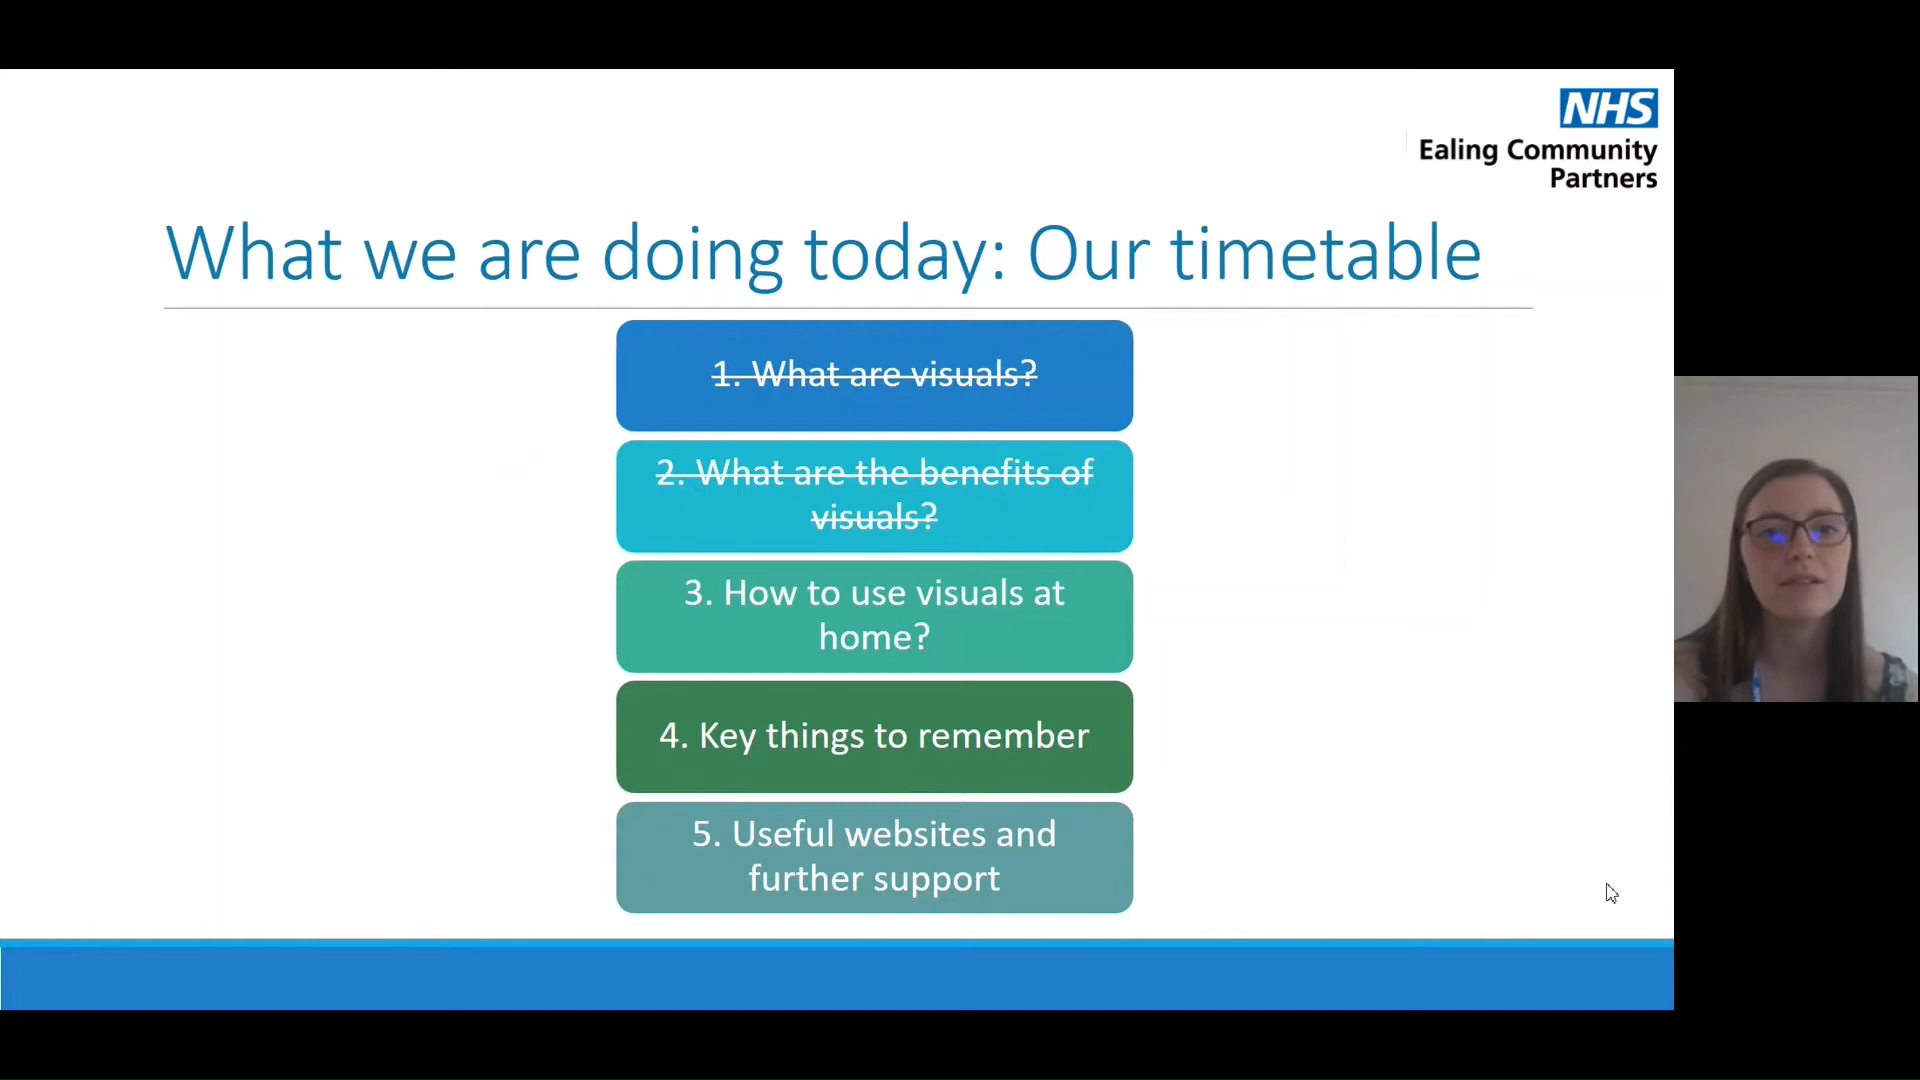 NHS
Ealing Community
Partners
What we are doing today: Our timetable
1. What are visuals?
2. What are the benefits of
visuals?
3. How to use visuals at
home?
4. Key things to remember
5. Useful websites and
further support